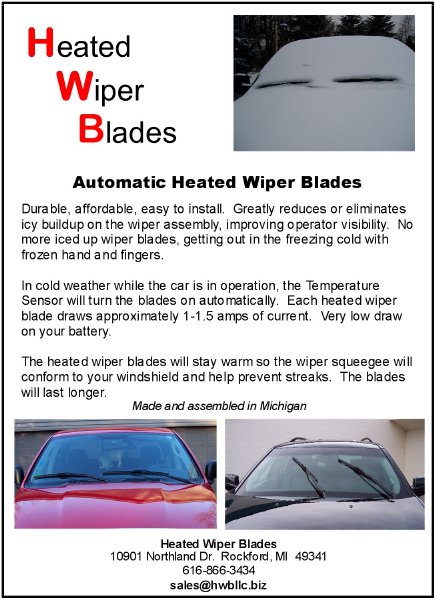 Heated
Wiper
Blades
Automatic Heated Wiper Blades
Durable, affordable, easy to install. Greatly reduces or eliminates
icy buildup on the wiper assembly, improving operator visibility. No
more iced up wiper blades, getting out in the freezing cold with
frozen hand and fingers.
In cold weather while the car is in operation, the Temperature
Sensor will turn the blades on automatically. Each heated wiper
blade draws approximately 1-1.5 amps of current. Very low draw
on your battery.
The heated wiper blades will stay warm so the wiper squeegee will
conform to your windshield and help prevent streaks. The blades
will last longer.
Made and assembled in Michigan
Heated Wiper Blades
10901 Northland Dr. Rockford, MI 49341
616-866-3434
sales@hwbllc.biz